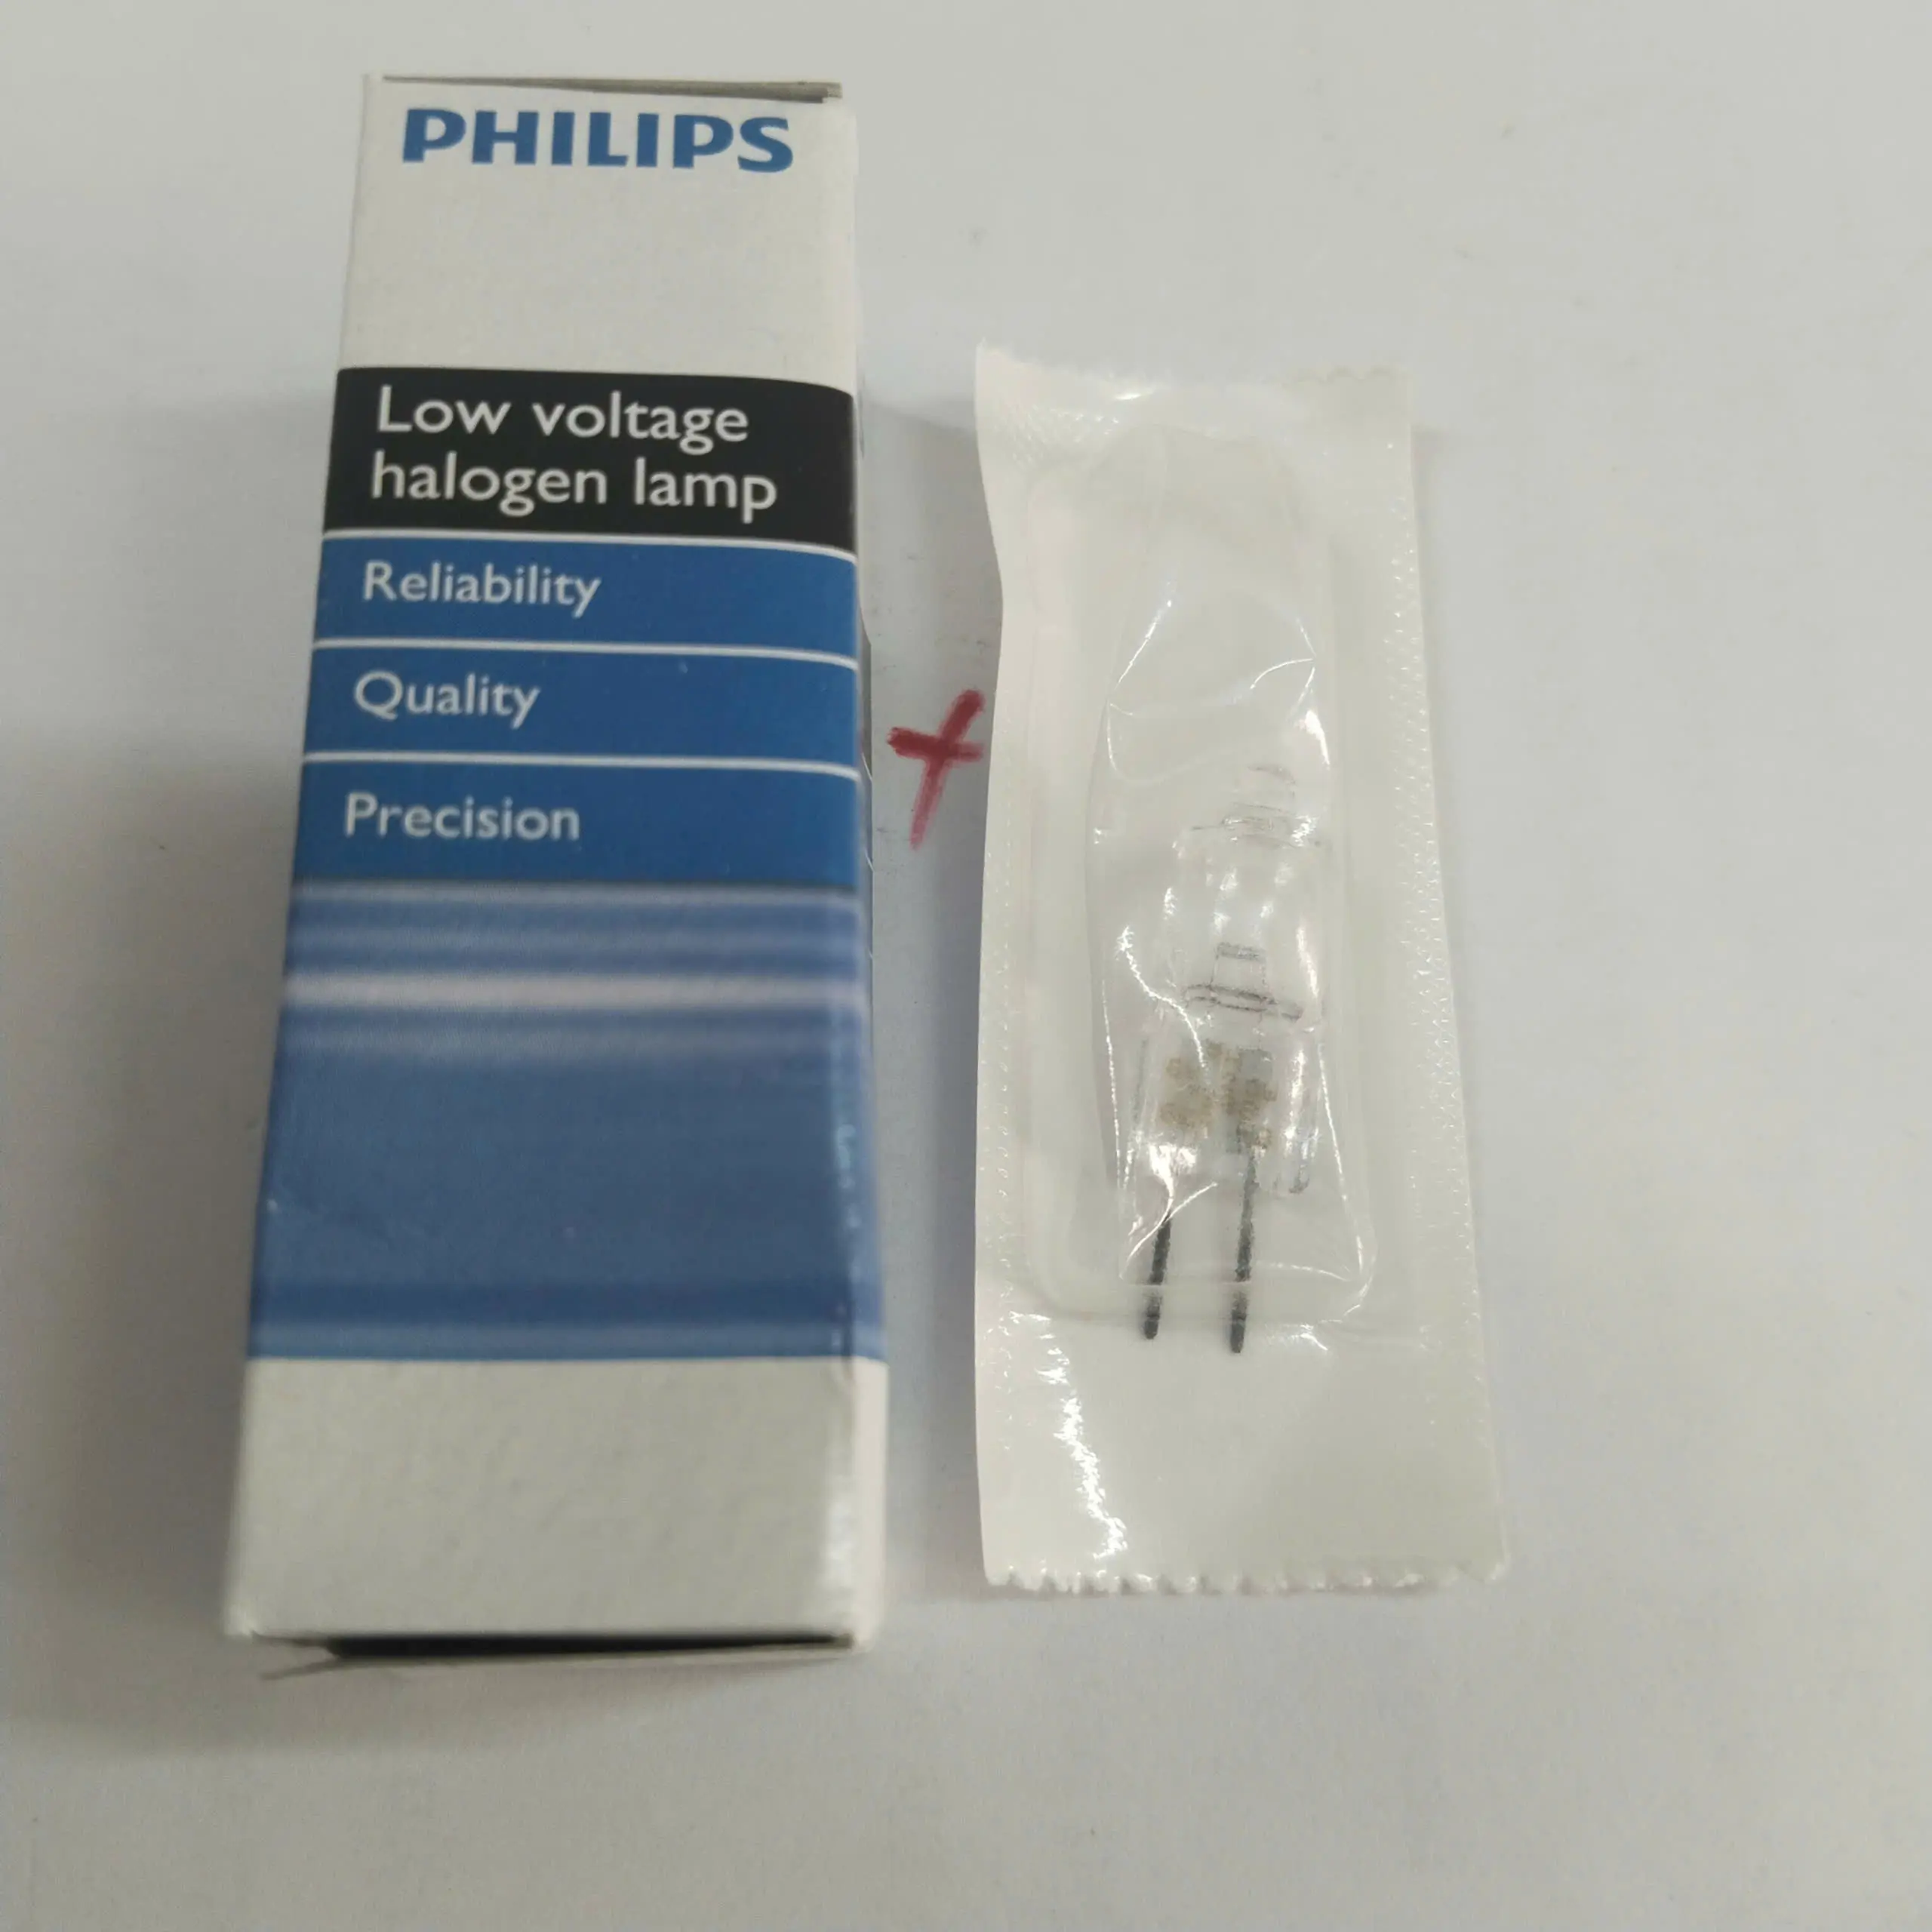 PHILIPS
Low voltage
halogen lamp
Reliability
Quality
Precision